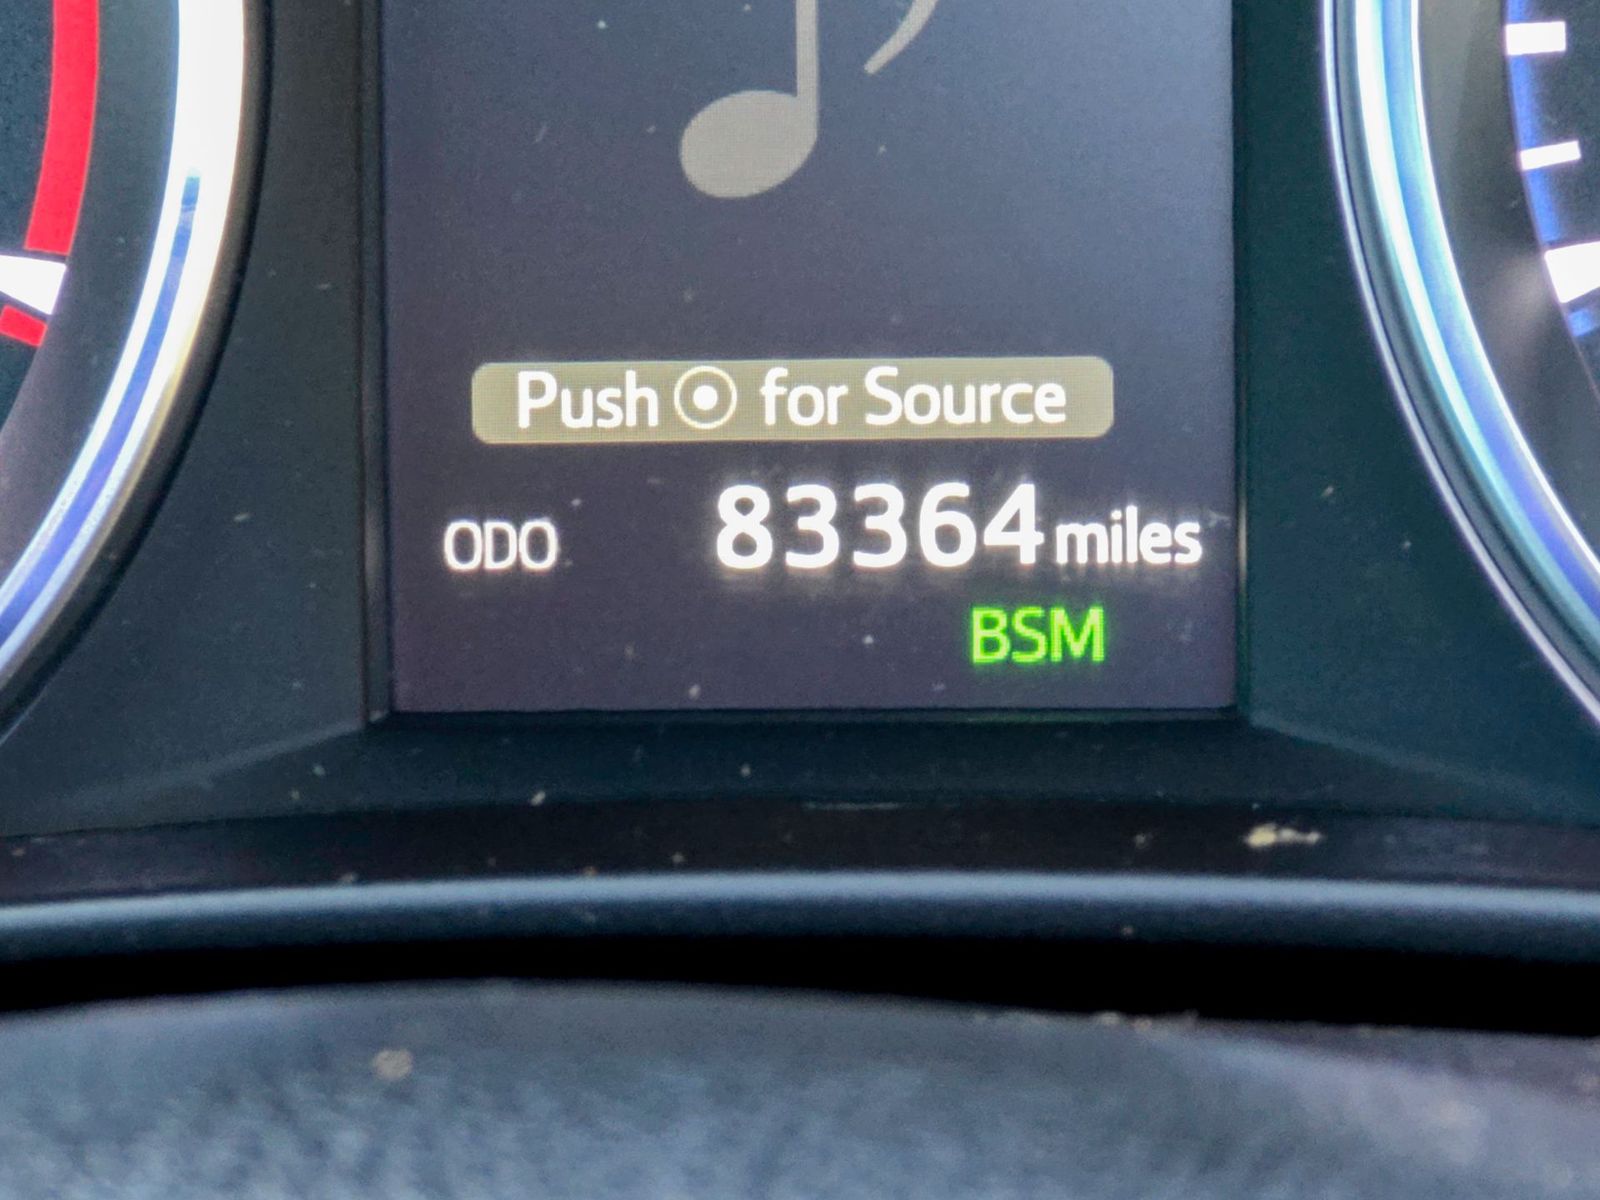 Push for Source
ODO 83364 miles
BSM